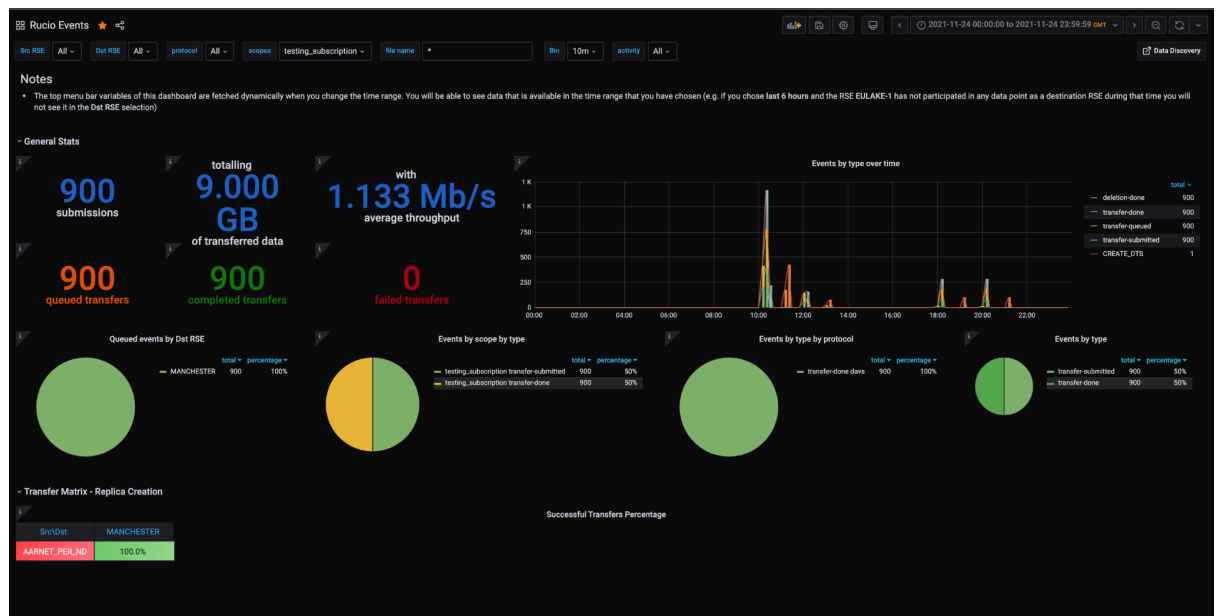 Rucio Events
2021-11-24 00:00:00 to 2021-11-24 23:59:59 GMT
Src RSE All Dst RSE All protocol All scopes testing_subscription file name * Bin 10m activity All Data Discovery
Notes
• The top menu bar variables of this dashboard are fetched dynamically when you change the time range. You will be able to see data that is available in the time range that you have chosen (e.g. if you chose last 6 hours and the RSE EULAKE-1 has not participated in any data point as a destination RSE during that time you will
not see it in the Dst RSE selection)
General Stats
900
submissions
totalling
9.000
GB
of transferred data
with
1.133 Mb/s
average throughput
900
queued transfers
900
completed transfers
0
failed transfers
Events by type over time
1 K
1 K
750
500
250
0
00:00 02:00 04:00 06:00 08:00 10:00 12:00 14:00 16:00 18:00 20:00 22:00
total
deletion-done 900
transfer-done 900
transfer-queued 900
transfer-submitted 900
CREATE_DTS 1
Queued events by Dst RSE
total percentage
MANCHESTER 900 100%
Events by scope by type
total percentage
testing_subscription transfer-submitted 900 50%
testing_subscription transfer-done 900 50%
Events by type by protocol
total percentage
transfer-done davs 900 100%
Events by type
total percentage
transfer-submitted 900 50%
transfer-done 900 50%
Transfer Matrix - Replica Creation
Successful Transfers Percentage
Src\Dst MANCHESTER
AARNET_PER_ND 100.0%